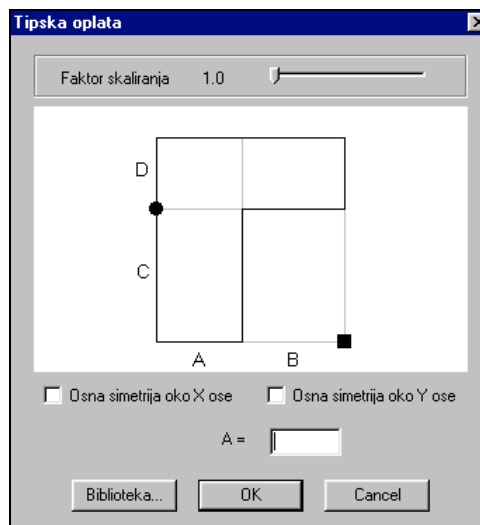 Tipska oplata
Faktor skaliranja 1.0
D
C
A B
Osna simetrija oko X ose Osna simetrija oko Y ose
A =
Biblioteka... OK Cancel